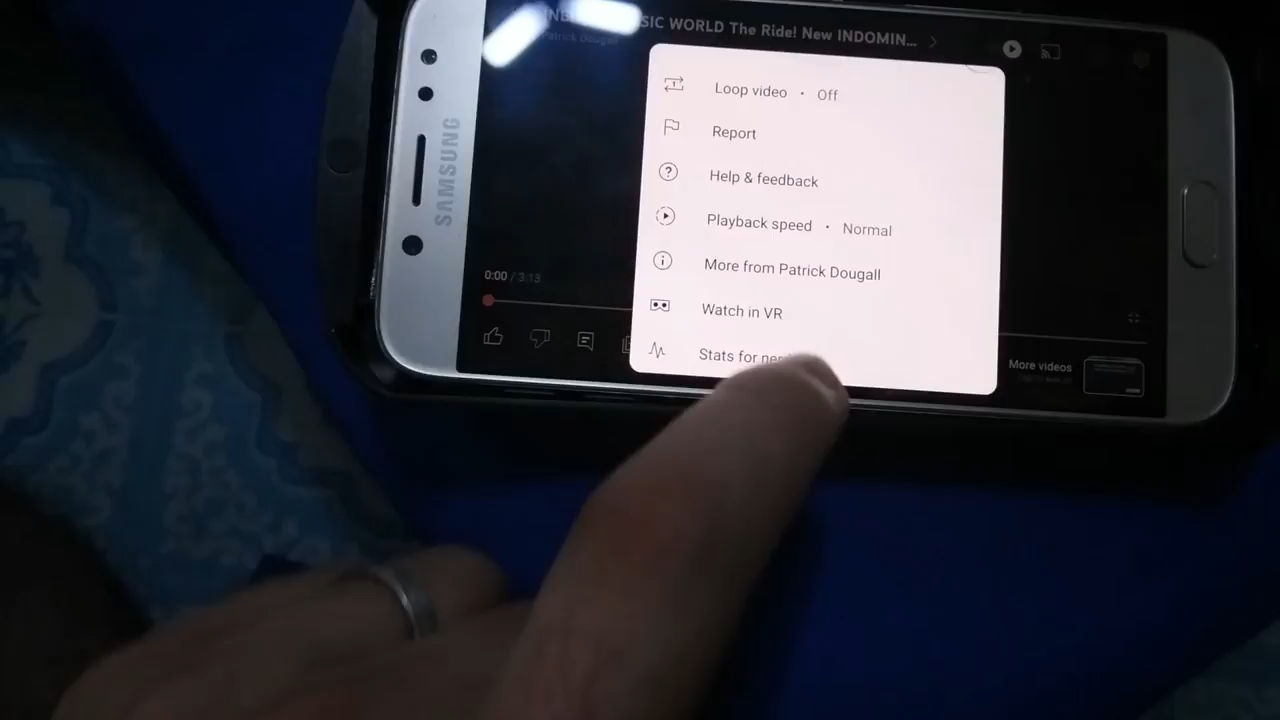 SIC WORLD The Ride! New INDOMIN...
Patrick Dougall
SAMSUNG
Loop video • Off
Report
Help & feedback
Playback speed • Normal
More from Patrick Dougall
Watch in VR
Stats for
0:00 / 3:13
More videos